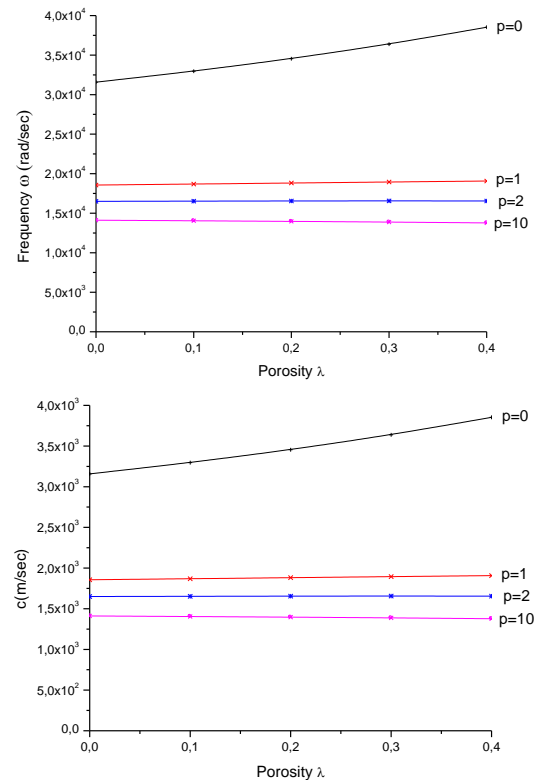 4,0x10⁴
p=0
3,5x10⁴
3,0x10⁴
2,5x10⁴
2,0x10⁴
p=1
p=2
1,5x10⁴
p=10
1,0x10⁴
5,0x10³
0,0
Frequency ω (rad/sec)
0,0 0,1 0,2 0,3 0,4
Porosity λ
4,0x10³
p=0
3,5x10³
3,0x10³
2,5x10³
2,0x10³
p=1
p=2
1,5x10³
p=10
1,0x10³
5,0x10²
0,0
c(m/sec)
0,0 0,1 0,2 0,3 0,4
Porosity λ